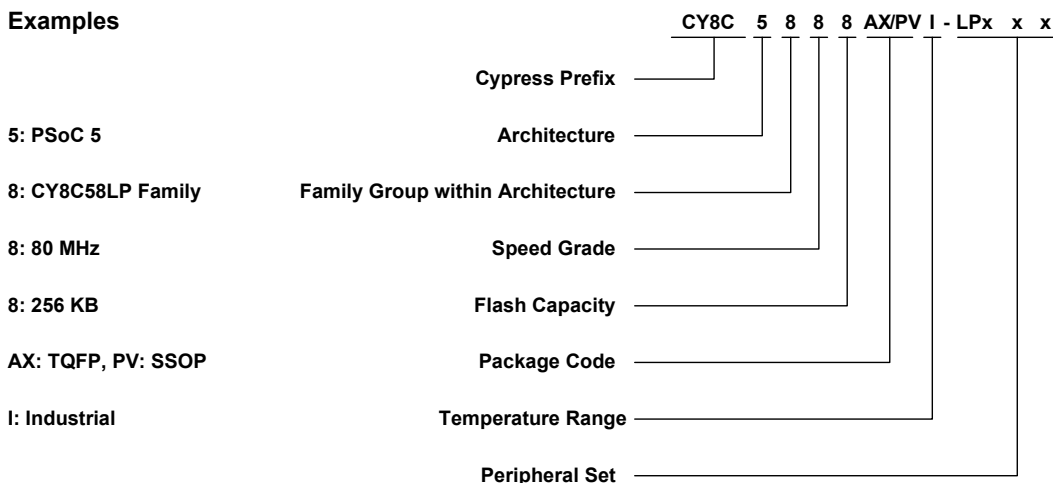 Examples CY8C 5 8 8 8 AX/PV I - LPx x x
Cypress Prefix
5: PSoC 5 Architecture
8: CY8C58LP Family Family Group within Architecture
8: 80 MHz Speed Grade
8: 256 KB Flash Capacity
AX: TQFP, PV: SSOP Package Code
I: Industrial Temperature Range
Peripheral Set